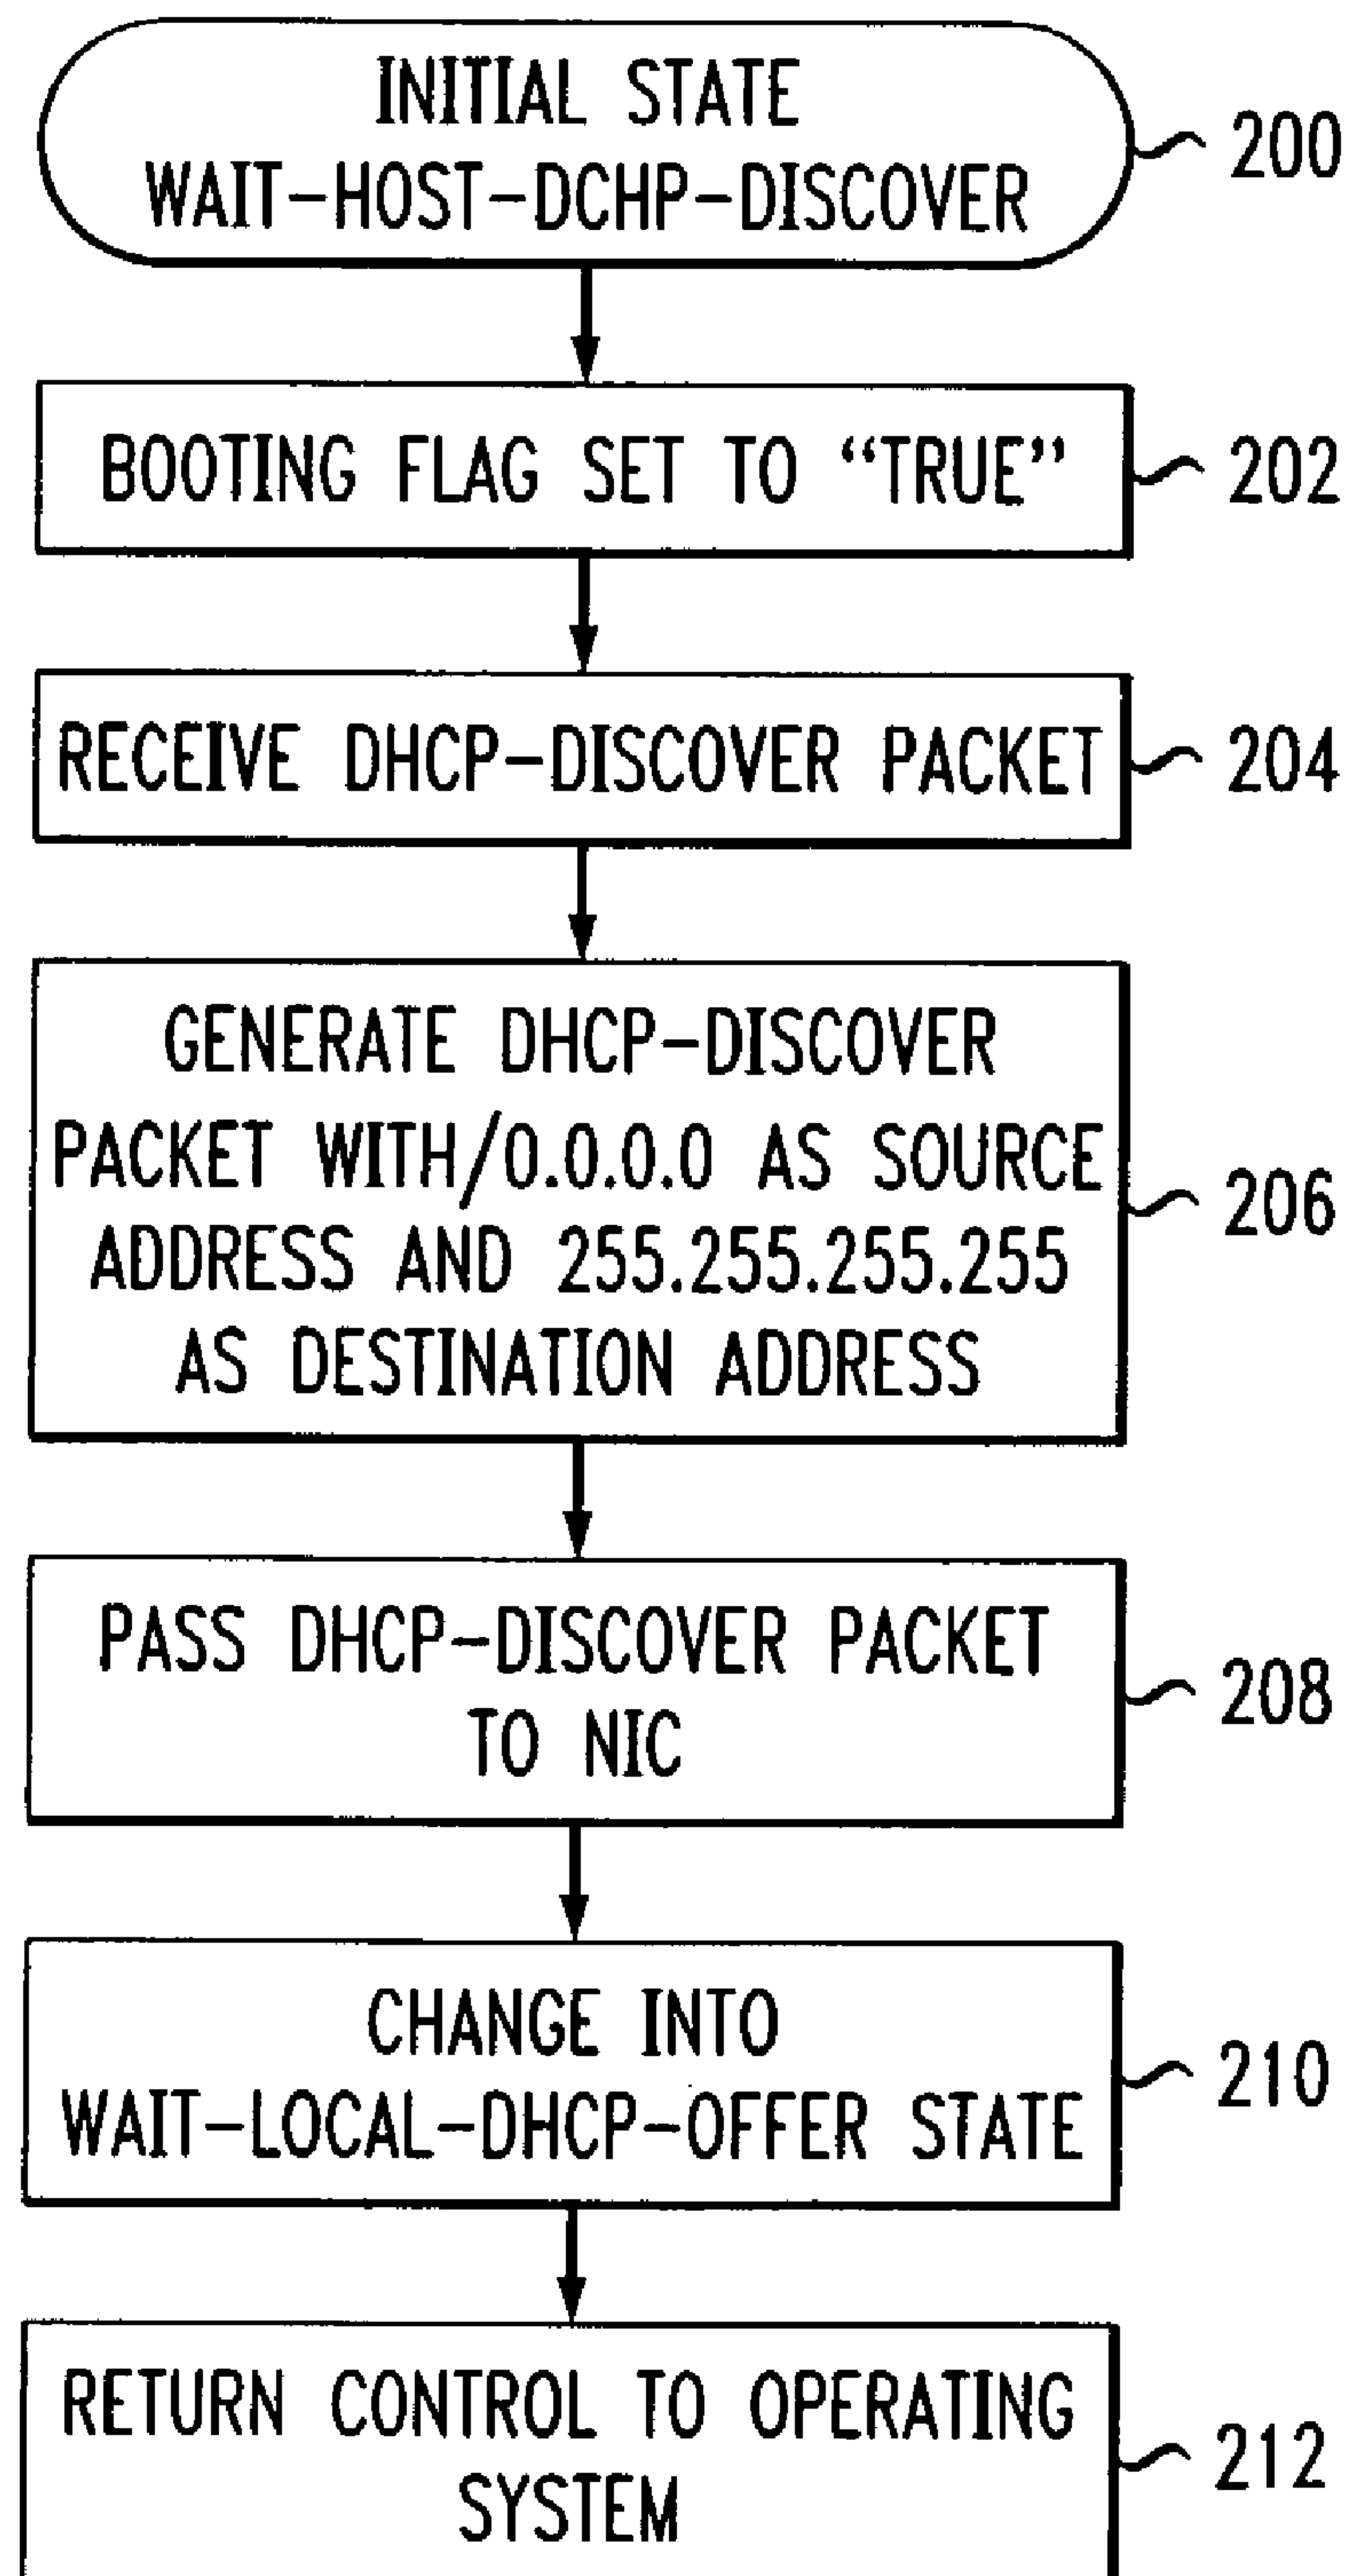 INITIAL STATE
WAIT-HOST-DCHP-DISCOVER
200
BOOTING FLAG SET TO “TRUE”
202
RECEIVE DHCP-DISCOVER PACKET
204
GENERATE DHCP-DISCOVER
PACKET WITH/0.0.0.0 AS SOURCE
ADDRESS AND 255.255.255.255
AS DESTINATION ADDRESS
206
PASS DHCP-DISCOVER PACKET
TO NIC
208
CHANGE INTO
WAIT-LOCAL-DHCP-OFFER STATE
210
RETURN CONTROL TO OPERATING
SYSTEM
212